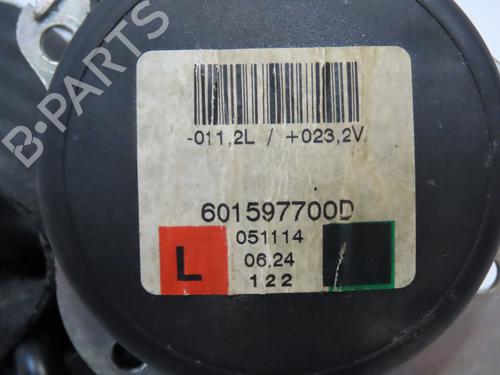 B-PARTS
-011,2L / +023,2V
601597700D
051114
06.24
122
L